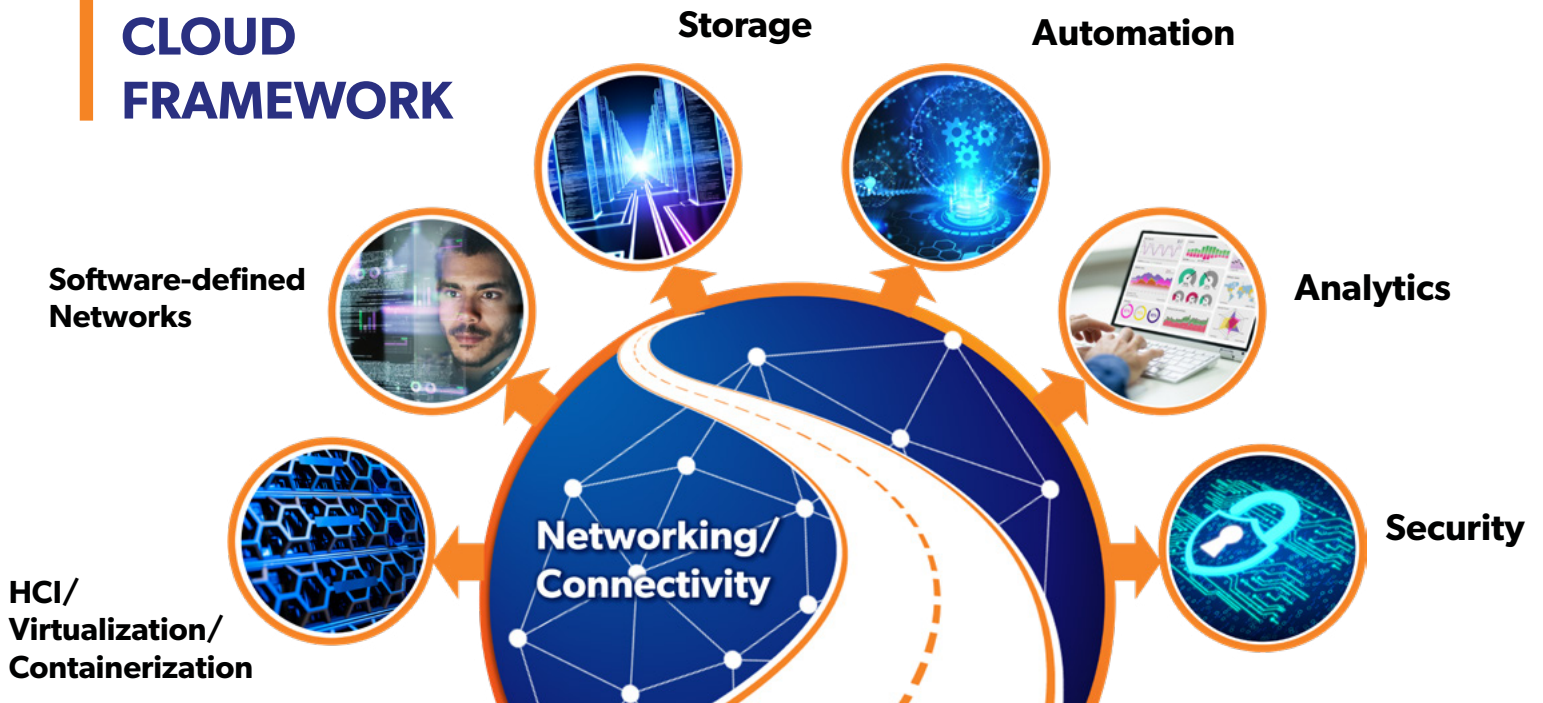 CLOUD
FRAMEWORK
Storage
Automation
Software-defined
Networks
Analytics
Networking/
Connectivity
Security
HCI/
Virtualization/
Containerization